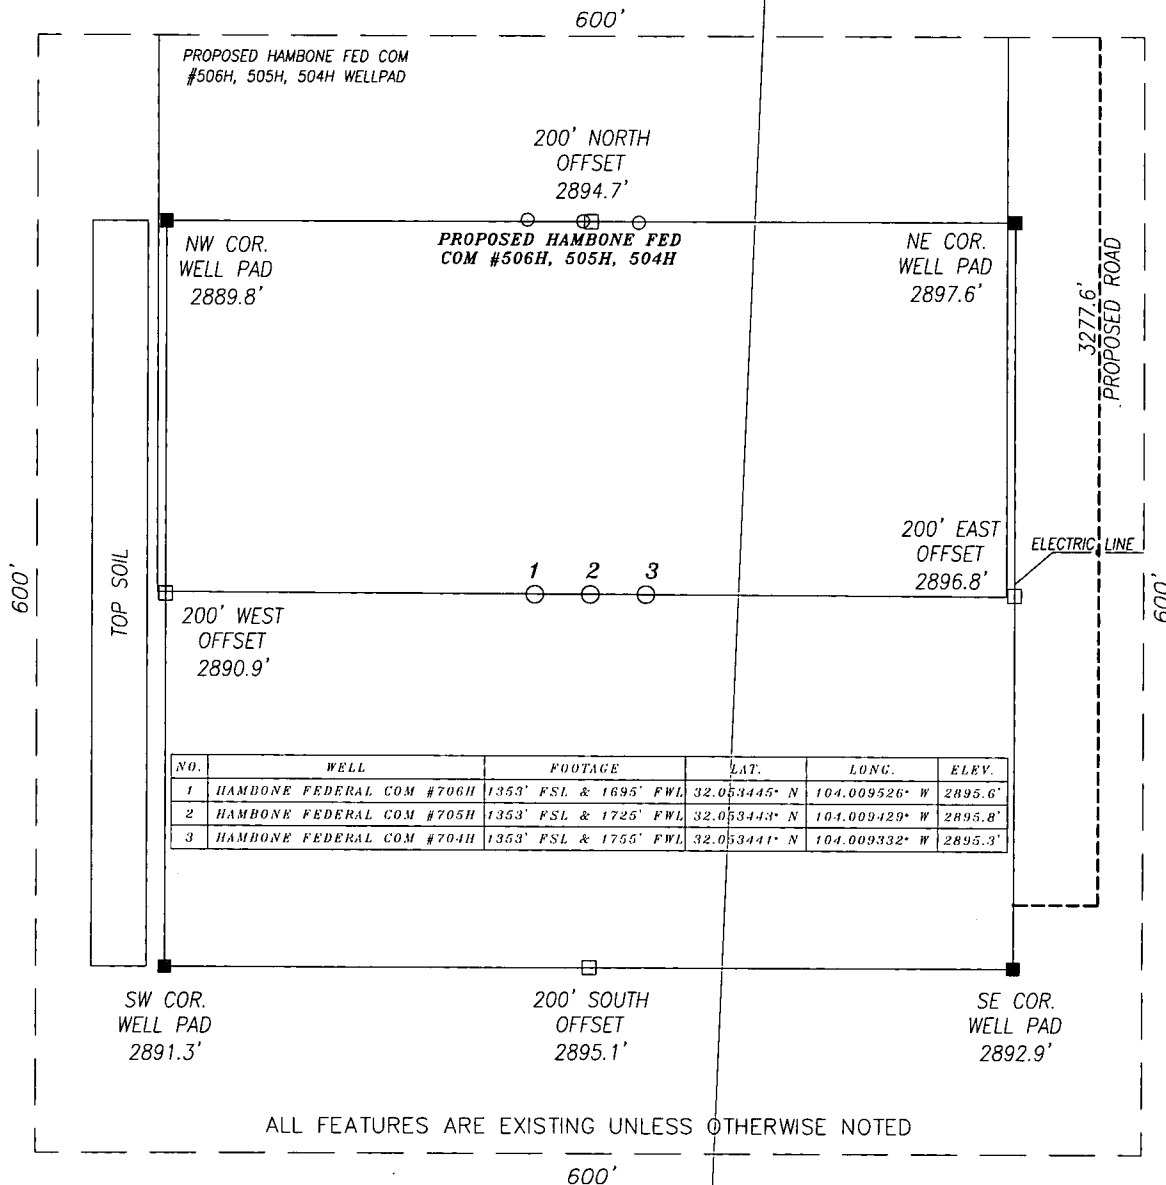 600'
PROPOSED HAMBONE FED COM
#506H, 505H, 504H WELLPAD
200' NORTH
OFFSET
2894.7'
NW COR.
WELL PAD
2889.8'
PROPOSED HAMBONE FED
COM #506H, 505H, 504H
NE COR.
WELL PAD
2897.6'
3277.6'
PROPOSED ROAD
600'
TOP SOIL
1 2 3
200' EAST
OFFSET
2896.8'
ELECTRIC LINE
600'
200' WEST
OFFSET
2890.9'
NO. WELL FOOTAGE LAT. LONG. ELEV.
1 HAMBONE FEDERAL COM #706H 1353' FSL & 1695' FWL 32.053445° N 104.009526° W 2895.6'
2 HAMBONE FEDERAL COM #705H 1353' FSL & 1725' FWL 32.053443° N 104.009429° W 2895.8'
3 HAMBONE FEDERAL COM #704H 1353' FSL & 1755' FWL 32.053441° N 104.009332° W 2895.3'
SW COR.
WELL PAD
2891.3'
200' SOUTH
OFFSET
2895.1'
SE COR.
WELL PAD
2892.9'
ALL FEATURES ARE EXISTING UNLESS OTHERWISE NOTED
600'